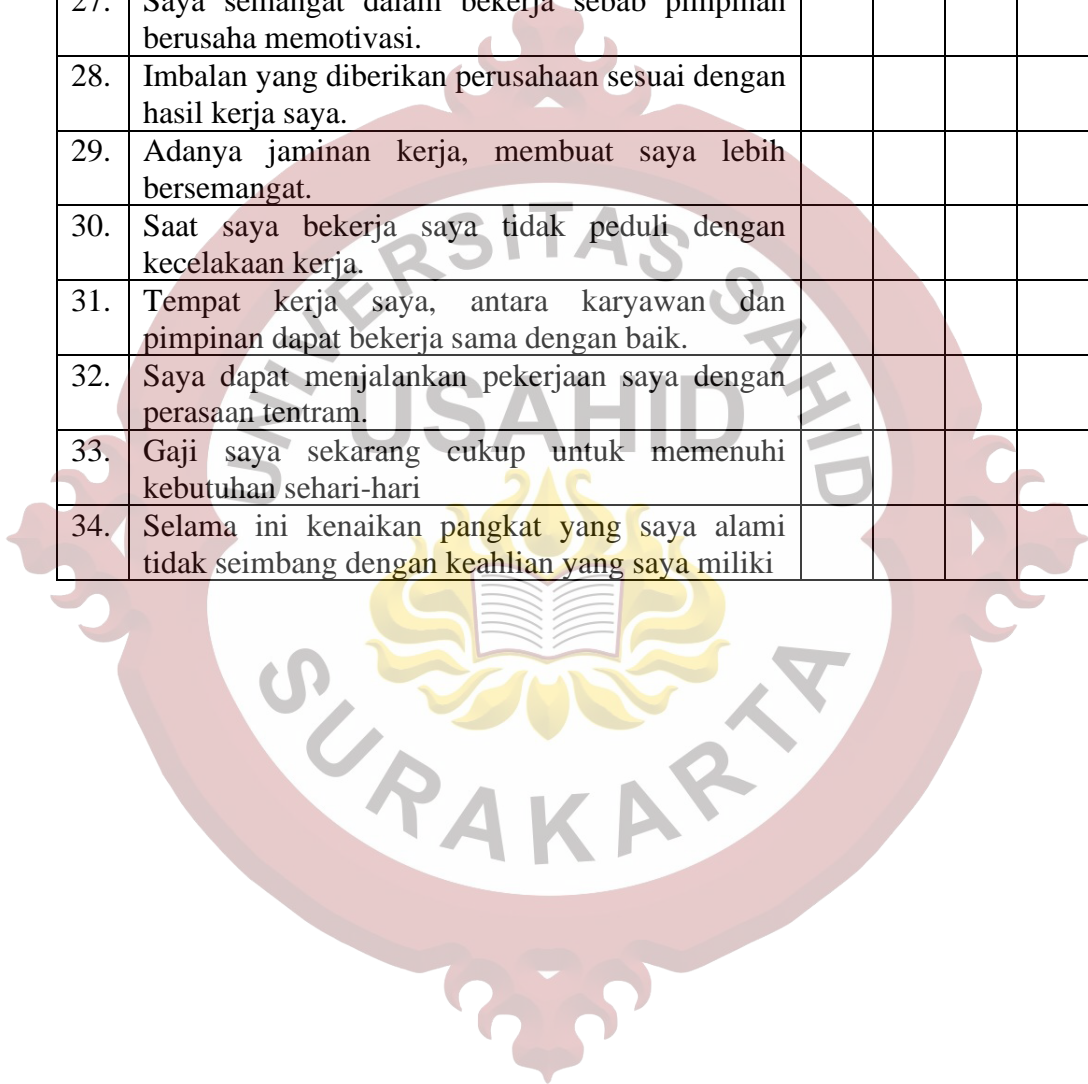 27. Saya semangat dalam bekerja sebab pimpinan
berusaha memotivasi.
28. Imbalan yang diberikan perusahaan sesuai dengan
hasil kerja saya.
29. Adanya jaminan kerja, membuat saya lebih
bersemangat.
30. Saat saya bekerja saya tidak peduli dengan
kecelakaan kerja.
31. Tempat kerja saya, antara karyawan dan
pimpinan dapat bekerja sama dengan baik.
32. Saya dapat menjalankan pekerjaan saya dengan
perasaan tentram.
33. Gaji saya sekarang cukup untuk memenuhi
kebutuhan sehari-hari
34. Selama ini kenaikan pangkat yang saya alami
tidak seimbang dengan keahlian yang saya miliki
UNIVERSITAS SAHID
USAHID
SURAKARTA